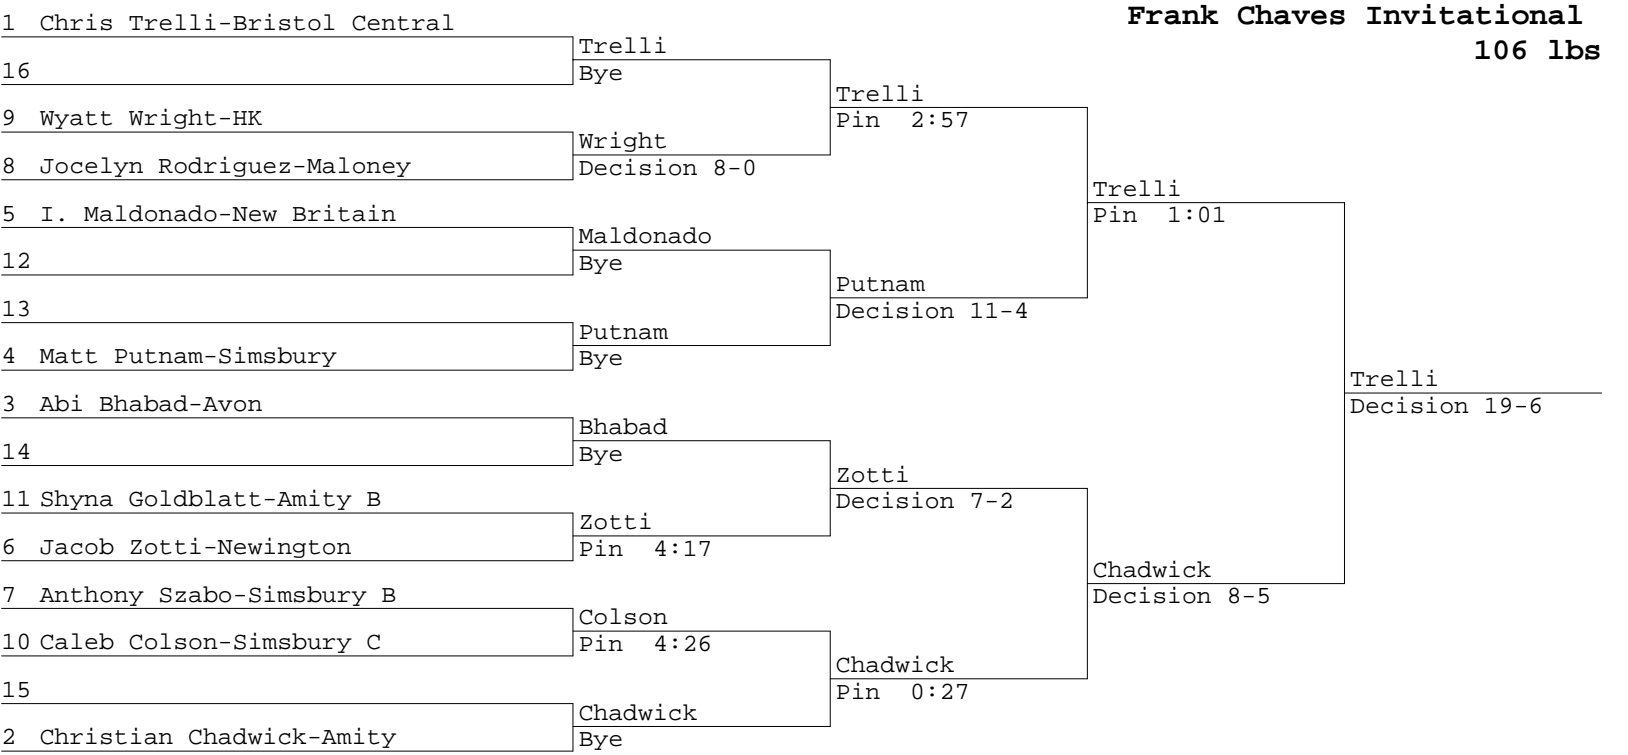 Frank Chaves Invitational
106 lbs
1 Chris Trelli-Bristol Central
16
9 Wyatt Wright-HK
8 Jocelyn Rodriguez-Maloney
5 I. Maldonado-New Britain
12
13
4 Matt Putnam-Simsbury
3 Abi Bhabad-Avon
14
11 Shyna Goldblatt-Amity B
6 Jacob Zotti-Newington
7 Anthony Szabo-Simsbury B
10 Caleb Colson-Simsbury C
15
2 Christian Chadwick-Amity
Trelli
Bye
Wright
Decision 8-0
Maldonado
Bye
Putnam
Bye
Bhabad
Bye
Zotti
Pin 4:17
Colson
Pin 4:26
Chadwick
Bye
Trelli
Pin 2:57
Putnam
Decision 11-4
Zotti
Decision 7-2
Chadwick
Pin 0:27
Trelli
Pin 1:01
Chadwick
Decision 8-5
Trelli
Decision 19-6